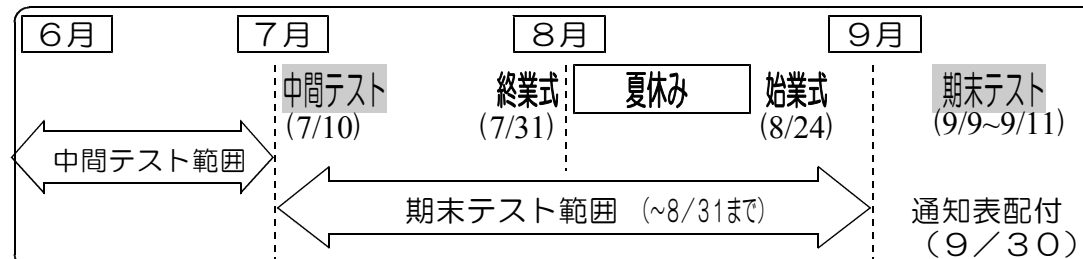 ６月 ７月 ８月 ９月
中間テスト 終業式 夏休み 始業式 期末テスト
(7/10) (7/31) (8/24) (9/9~9/11)
中間テスト範囲
期末テスト範囲 (~8/31まで) 通知表配付
（９／３０）